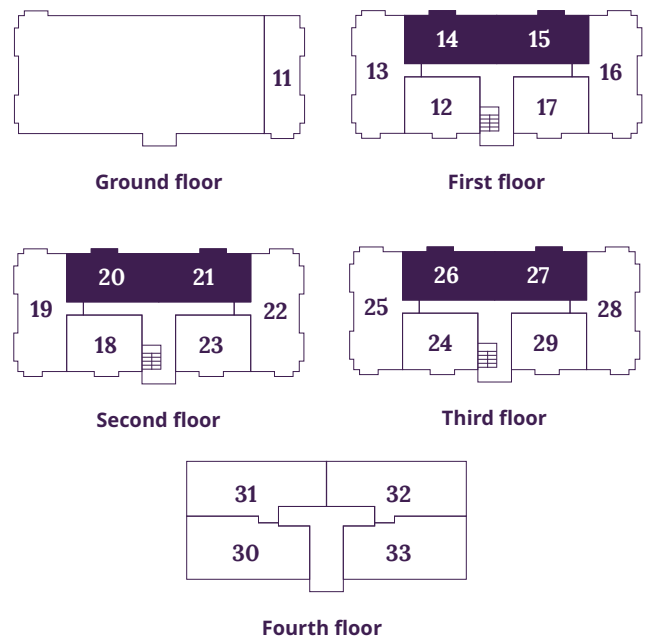 11
Ground floor
14 15
13 16
12 17
First floor
20 21
19 22
18 23
Second floor
26 27
25 28
24 29
Third floor
31 32
30 33
Fourth floor